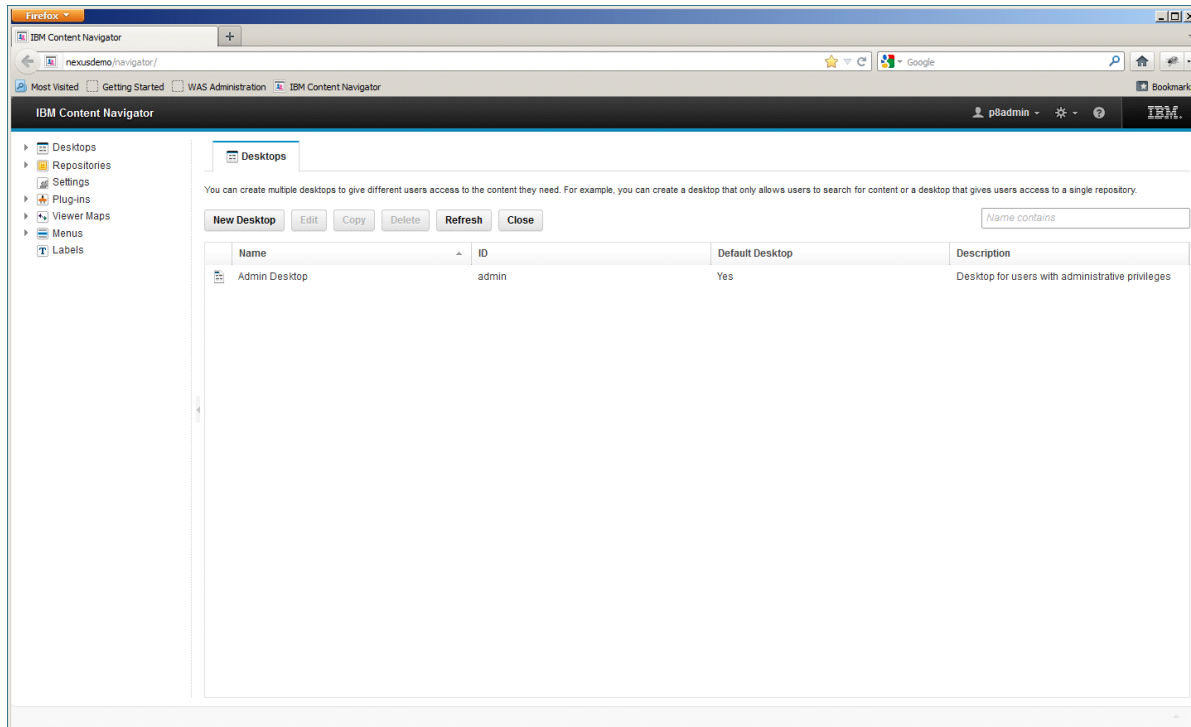 Firefox
IBM Content Navigator
+
nexusdemo/navigator/
Google
Most Visited Getting Started WAS Administration IBM Content Navigator
IBM Content Navigator
p8admin
?
IBM.
Desktops
Repositories
Settings
Plug-ins
Viewer Maps
Menus
T Labels
Desktops
You can create multiple desktops to give different users access to the content they need. For example, you can create a desktop that only allows users to search for content or a desktop that gives users access to a single repository.
New Desktop Edit Copy Delete Refresh Close
Name contains
Name ID Default Desktop Description
Admin Desktop admin Yes Desktop for users with administrative privileges